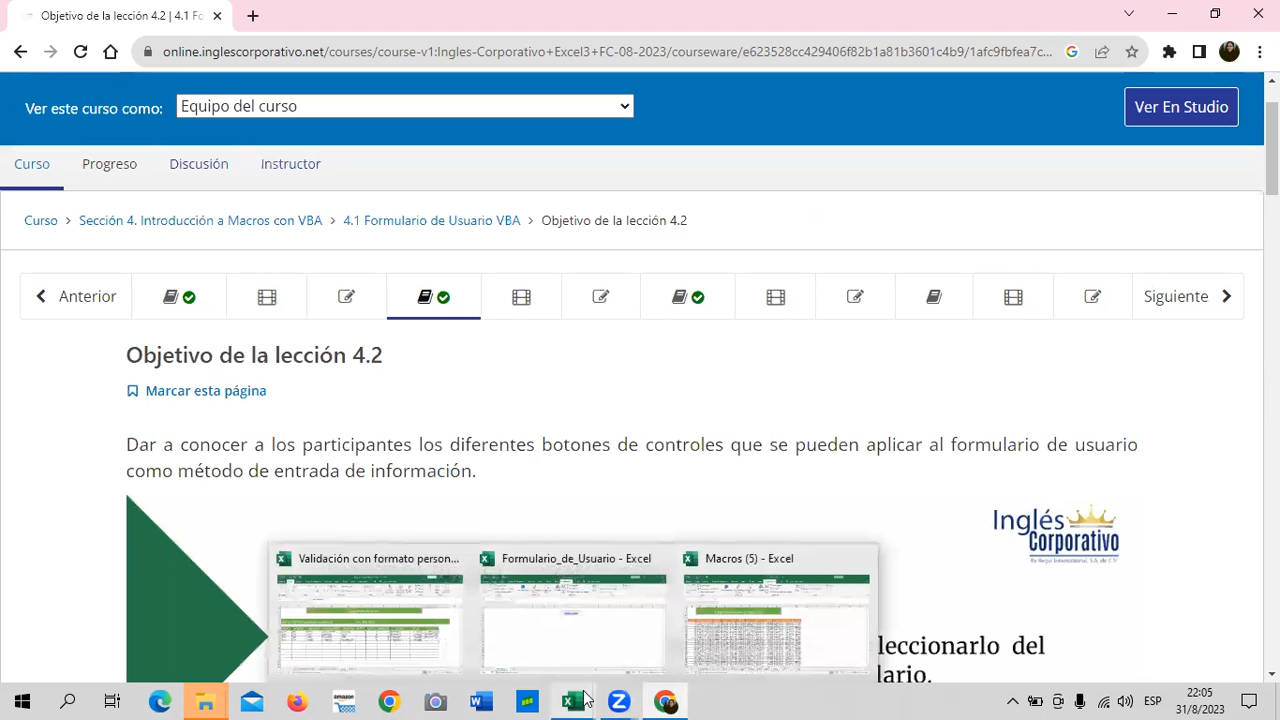 Objetivo de la lección 4.2 | 4.1 Fo
online.inglescorporativo.net/courses/course-v1:Ingles-Corporativo+Excel3+FC-08-2023/courseware/e623528cc429406f82b1a81b3601c4b9/1afc9fbfea7c...
Ver este curso como:
Equipo del curso
Ver En Studio
Curso Progreso Discusión Instructor
Curso > Sección 4. Introducción a Macros con VBA > 4.1 Formulario de Usuario VBA > Objetivo de la lección 4.2
Anterior
Siguiente
Objetivo de la lección 4.2
Marcar esta página
Dar a conocer a los participantes los diferentes botones de controles que se pueden aplicar al formulario de usuario
como método de entrada de información.
Inglés
Corporativo
Validación con formato person...
Formulario_de_Usuario - Excel
Macros (5) - Excel
leccionarlo del
lario.
amazon
ESP
22:05
31/8/2023